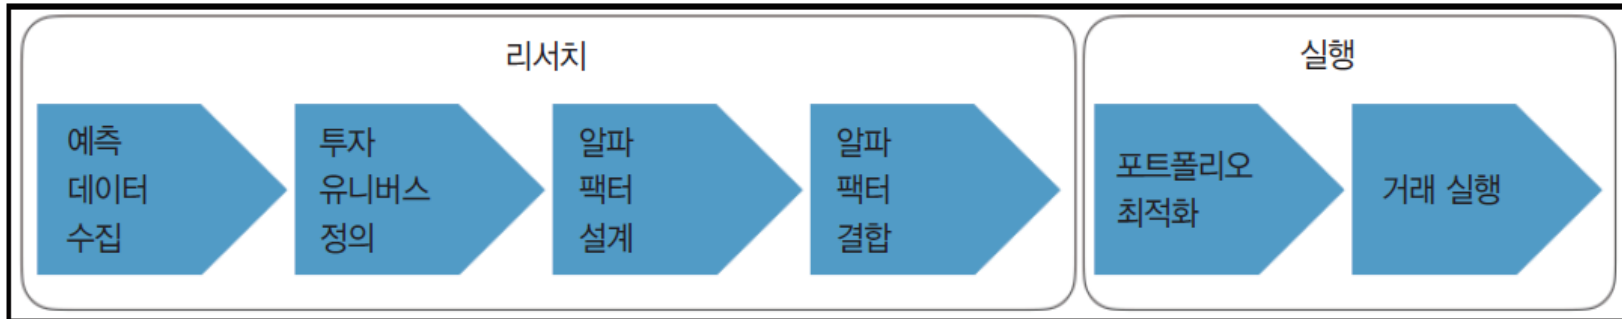 리서치
예측
데이터
수집
투자
유니버스
정의
알파
팩터
설계
알파
팩터
결합
실행
포트폴리오
최적화
거래 실행